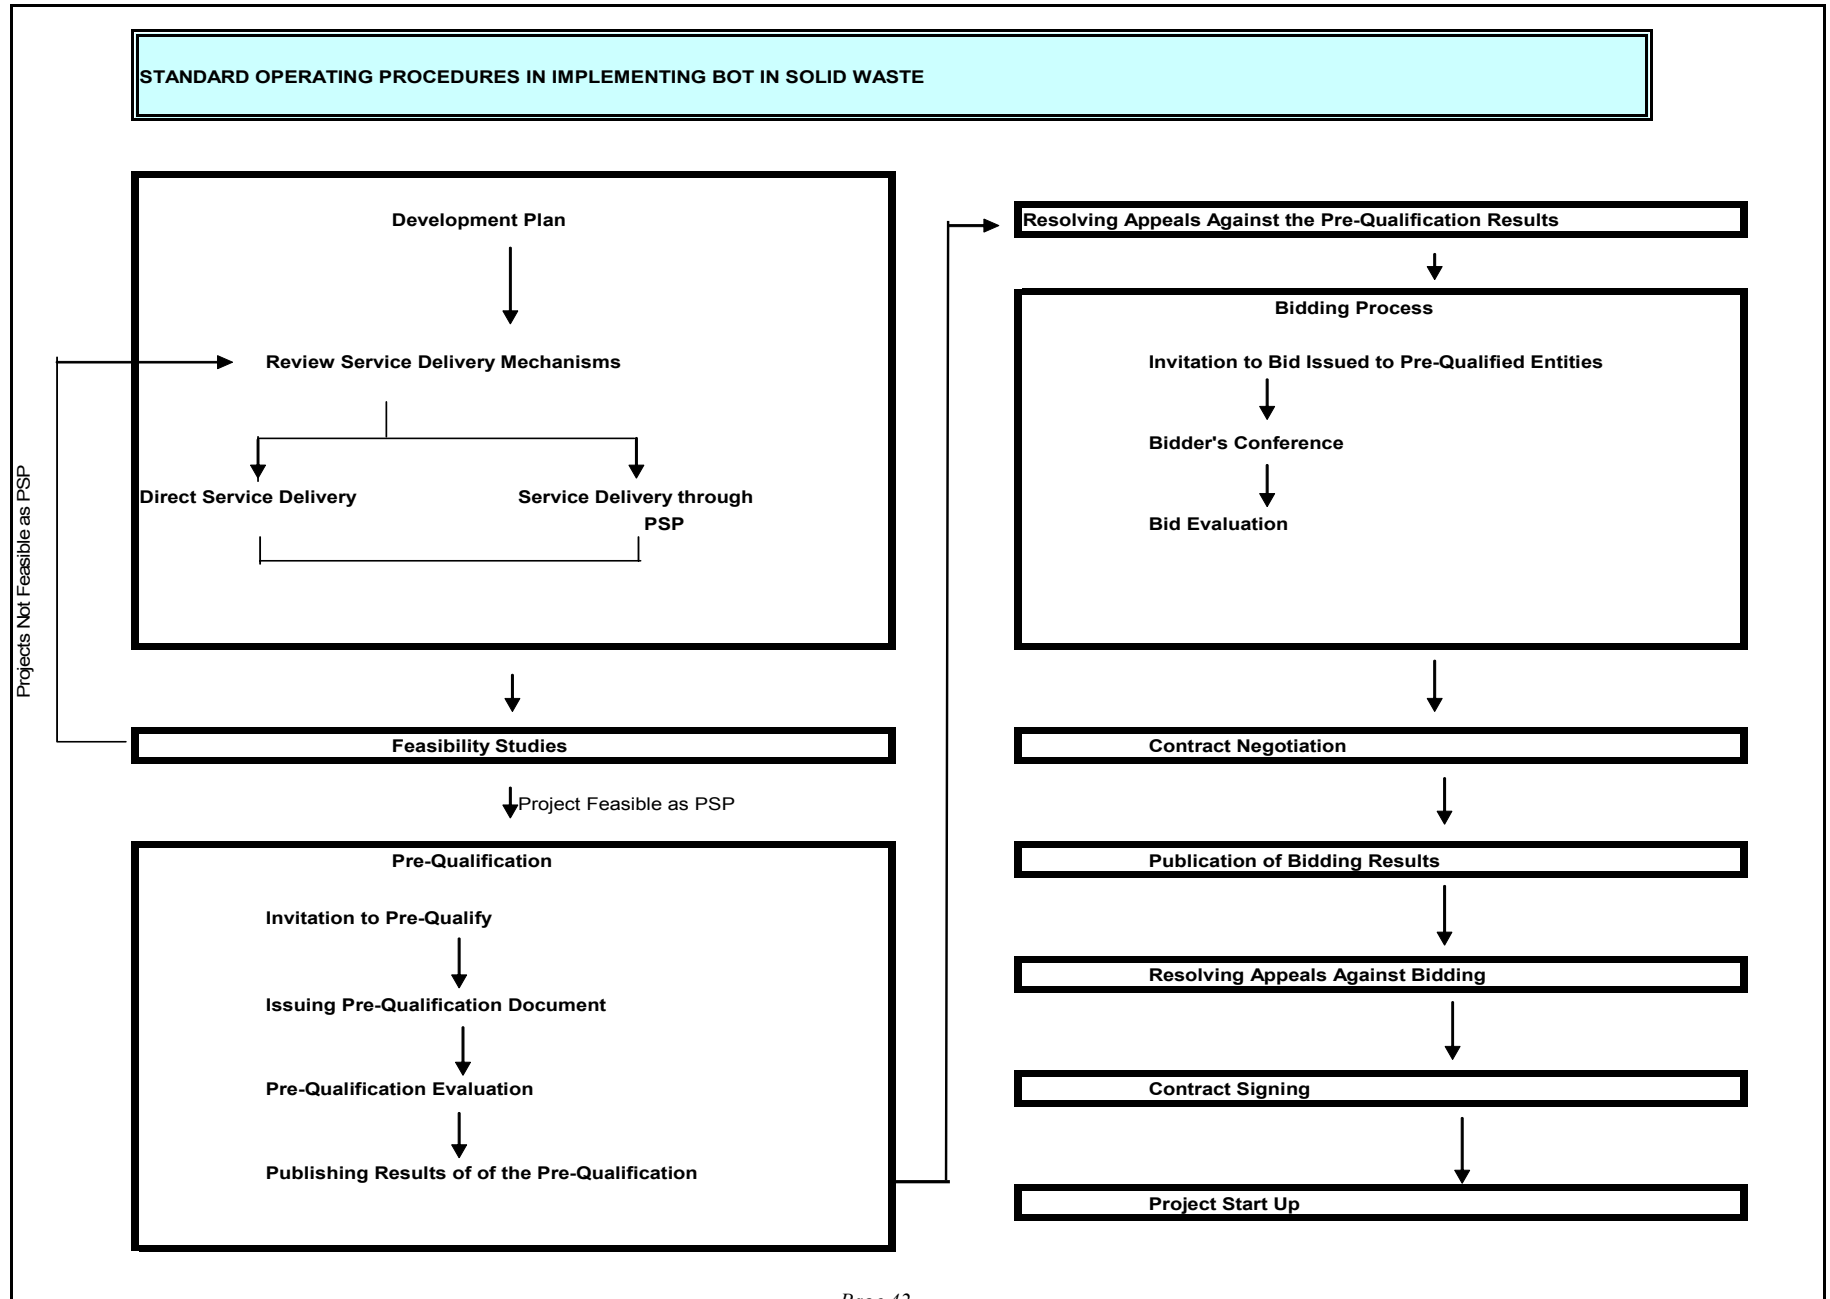 STANDARD OPERATING PROCEDURES IN IMPLEMENTING BOT IN SOLID WASTE
Development Plan
Review Service Delivery Mechanisms
Direct Service Delivery
Service Delivery through
PSP
Projects Not Feasible as PSP
Feasibility Studies
Project Feasible as PSP
Pre-Qualification
Invitation to Pre-Qualify
Issuing Pre-Qualification Document
Pre-Qualification Evaluation
Publishing Results of of the Pre-Qualification
Resolving Appeals Against the Pre-Qualification Results
Bidding Process
Invitation to Bid Issued to Pre-Qualified Entities
Bidder's Conference
Bid Evaluation
Contract Negotiation
Publication of Bidding Results
Resolving Appeals Against Bidding
Contract Signing
Project Start Up
Page 42